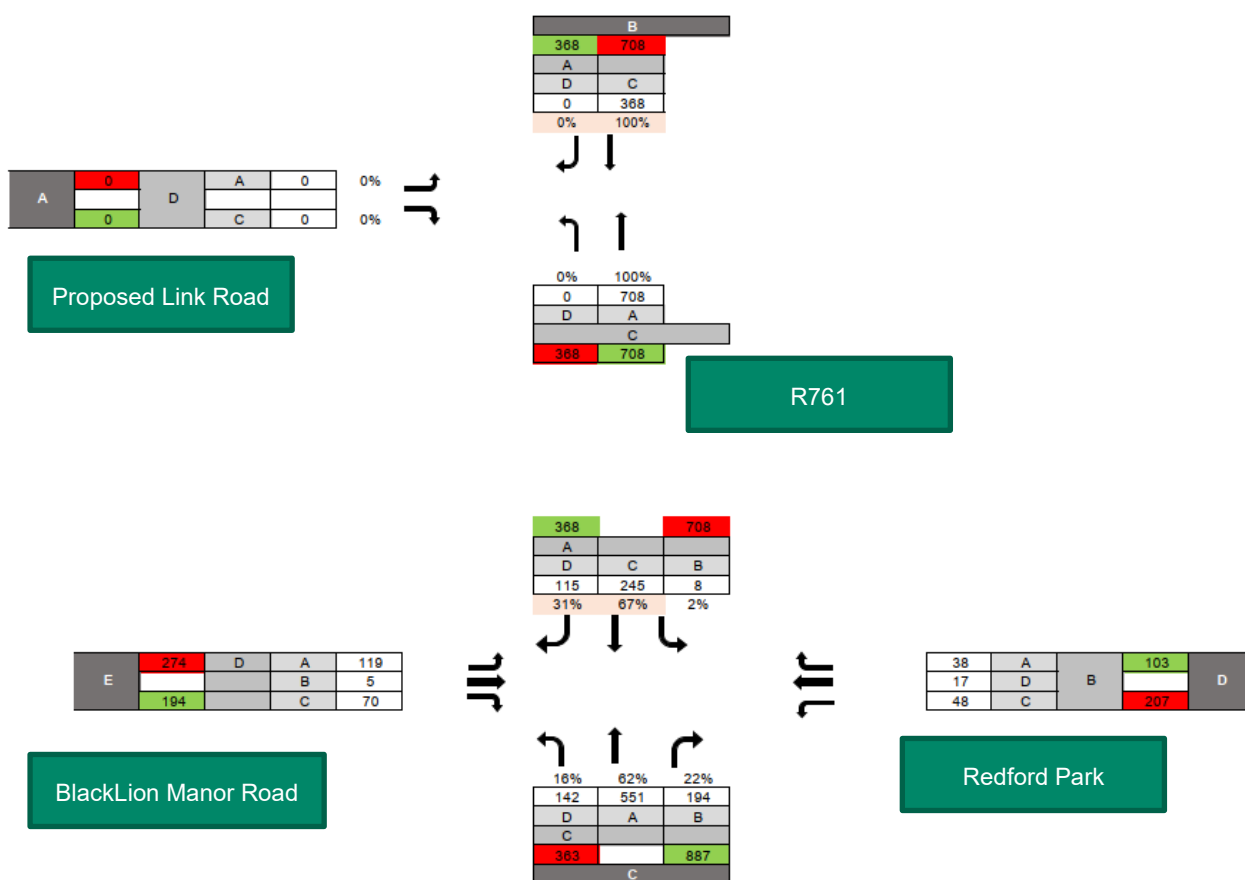 B
368 708
A
D C
0 368
0% 100%
A 0 D A 0 0%
0 C 0 0%
Proposed Link Road
0% 100%
0 708
D A
C
368 708
R761
368 708
A
D C B
115 245 8
31% 67% 2%
E 274 D A 119
B 5
194 C 70
38 A B 103 D
17 D
48 C 207
BlackLion Manor Road
Redford Park
16% 62% 22%
142 551 194
D A B
C
363 887
C